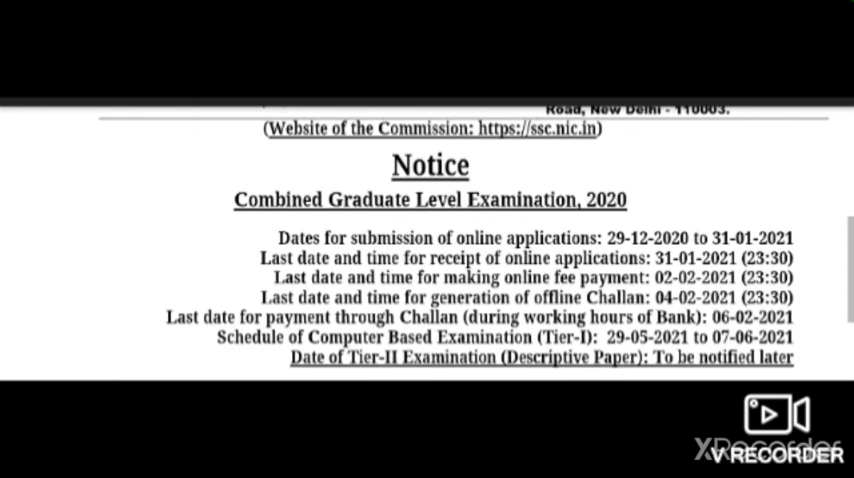 Road, New Delhi - 110003.
(Website of the Commission: https://ssc.nic.in)
Notice
Combined Graduate Level Examination, 2020
Dates for submission of online applications: 29-12-2020 to 31-01-2021
Last date and time for receipt of online applications: 31-01-2021 (23:30)
Last date and time for making online fee payment: 02-02-2021 (23:30)
Last date and time for generation of offline Challan: 04-02-2021 (23:30)
Last date for payment through Challan (during working hours of Bank): 06-02-2021
Schedule of Computer Based Examination (Tier-I): 29-05-2021 to 07-06-2021
Date of Tier-II Examination (Descriptive Paper): To be notified later
XRecorder
V RECORDER